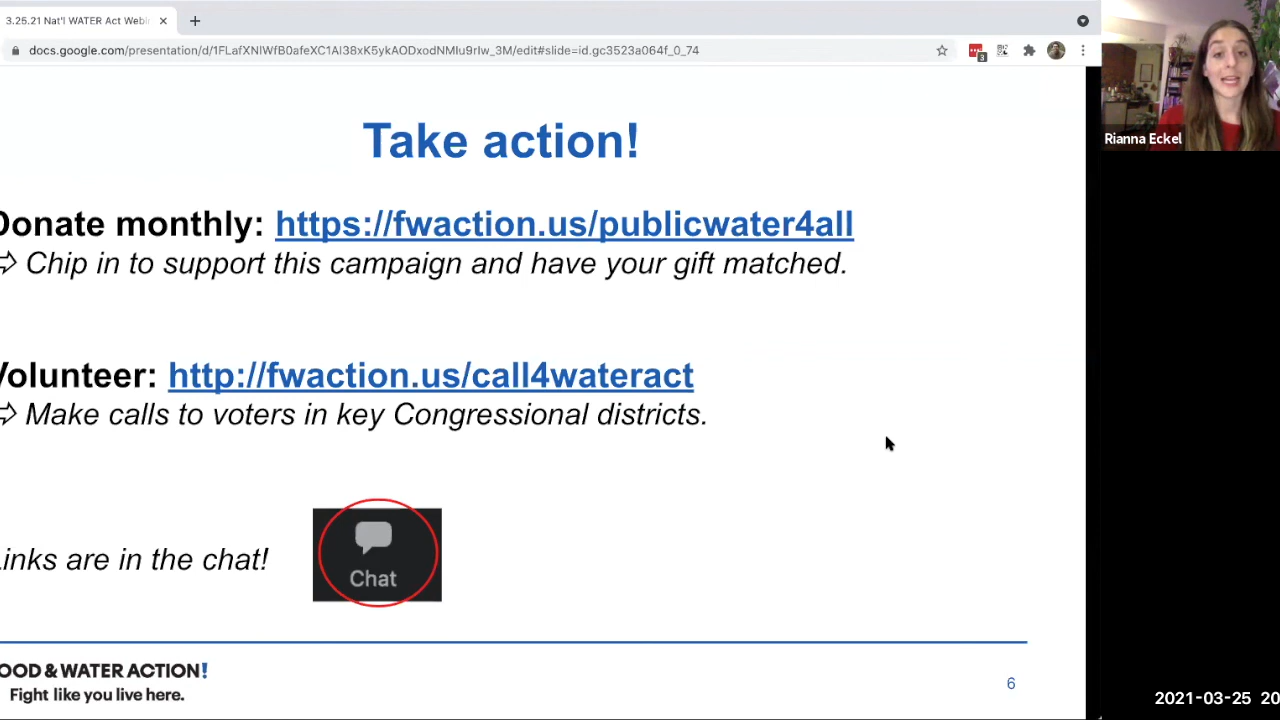 3.25.21 Nat'l WATER Act Webi
docs.google.com/presentation/d/1FLafXNIWfB0afeXC1AI38xK5ykAODxodNMIu9rIw_3M/edit#slide=id.gc3523a064f_0_74
3
Rianna Eckel
Take action!
Donate monthly: https://fwaction.us/publicwater4all
⇨ Chip in to support this campaign and have your gift matched.
Volunteer: http://fwaction.us/call4wateract
⇨ Make calls to voters in key Congressional districts.
Links are in the chat!
Chat
OOD & WATER ACTION!
Fight like you live here.
6
2021-03-25 20